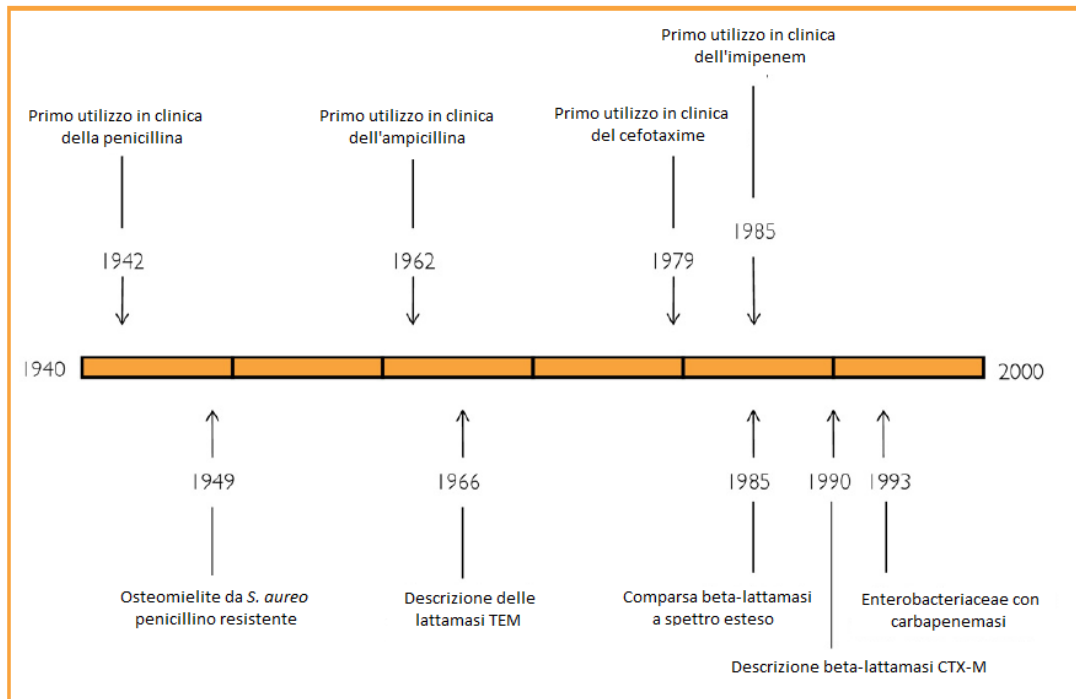 Primo utilizzo in clinica
dell'imipenem
Primo utilizzo in clinica
della penicillina
Primo utilizzo in clinica
dell'ampicillina
Primo utilizzo in clinica
del cefotaxime
1942
1962
1979
1985
1940
2000
1949
1966
1985
1990
1993
Osteomielite da S. aureo
penicillino resistente
Descrizione delle
lattamasi TEM
Comparsa beta-lattamasi
a spettro esteso
Enterobacteriaceae con
carbapenemasi
Descrizione beta-lattamasi CTX-M